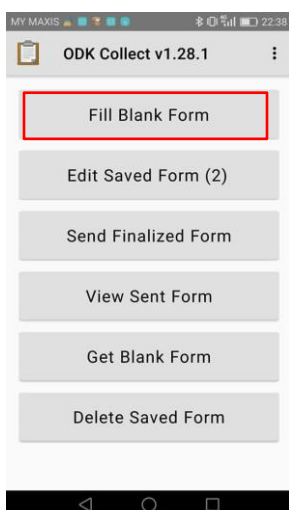 MY MAXIS 22:38
ODK Collect v1.28.1
Fill Blank Form
Edit Saved Form (2)
Send Finalized Form
View Sent Form
Get Blank Form
Delete Saved Form